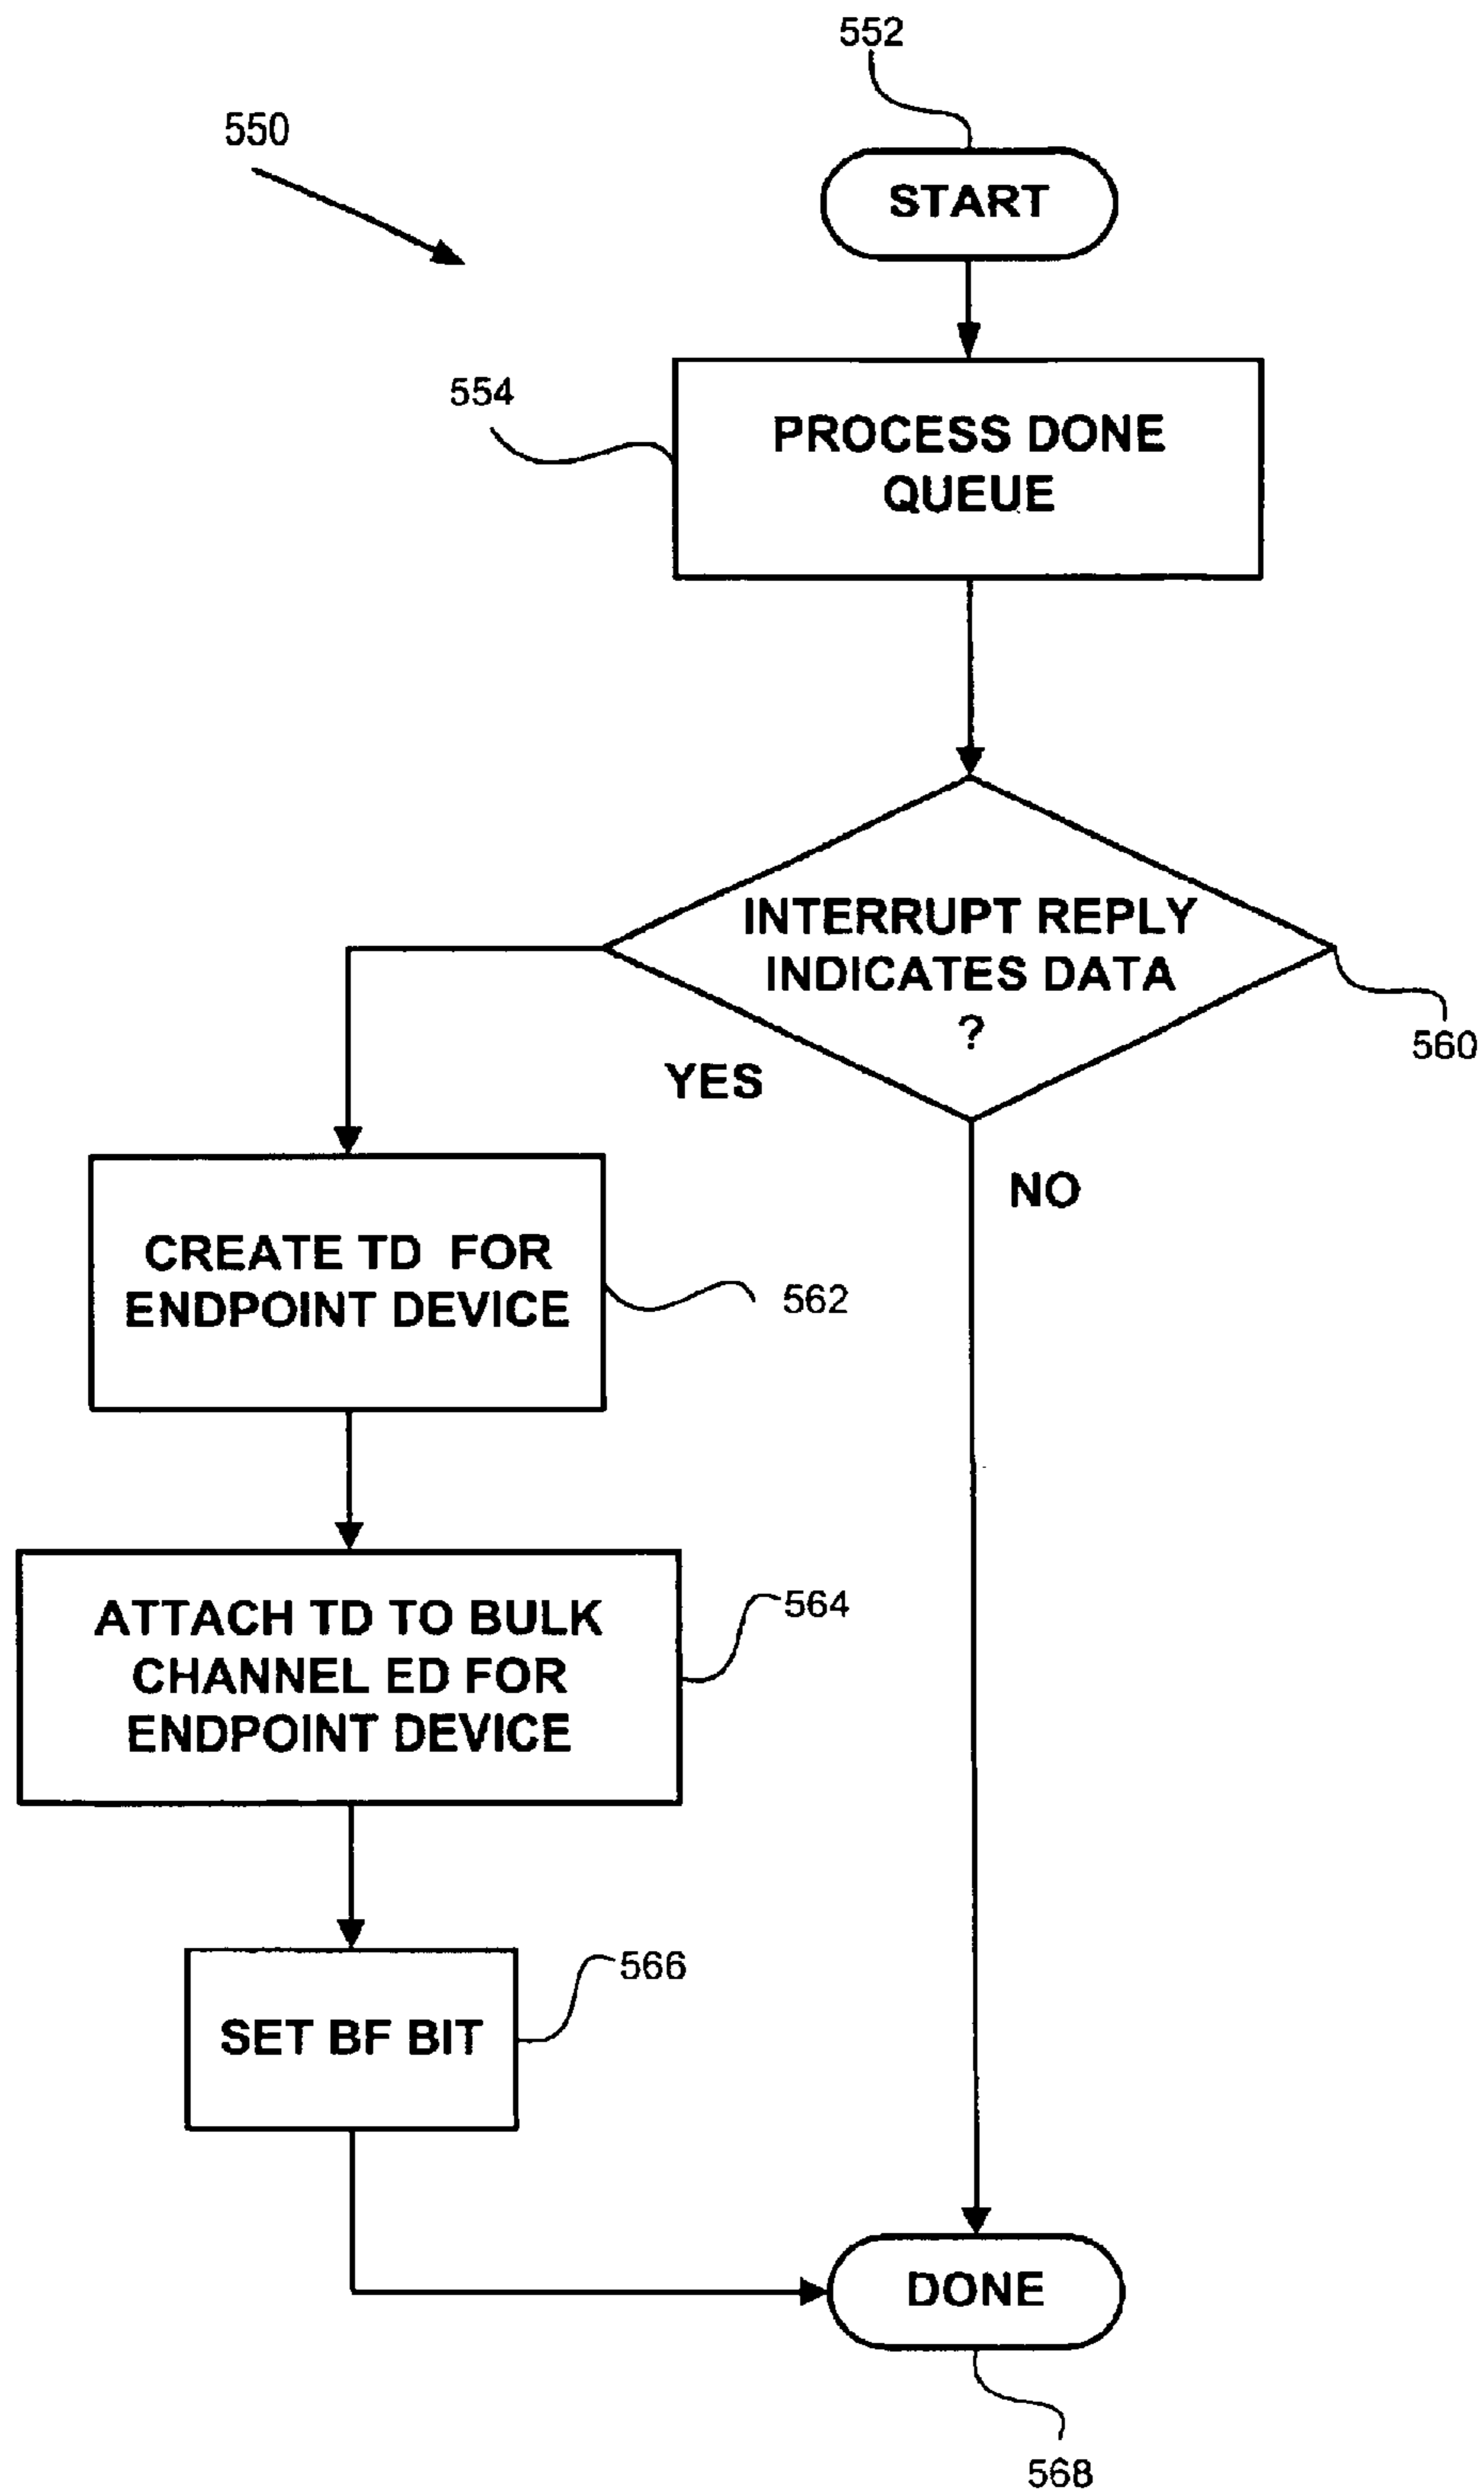 552
550
START
554
PROCESS DONE
QUEUE
INTERRUPT REPLY
INDICATES DATA
?
560
YES
NO
CREATE TD FOR
ENDPOINT DEVICE
562
ATTACH TD TO BULK
CHANNEL ED FOR
ENDPOINT DEVICE
564
566
SET BF BIT
DONE
568